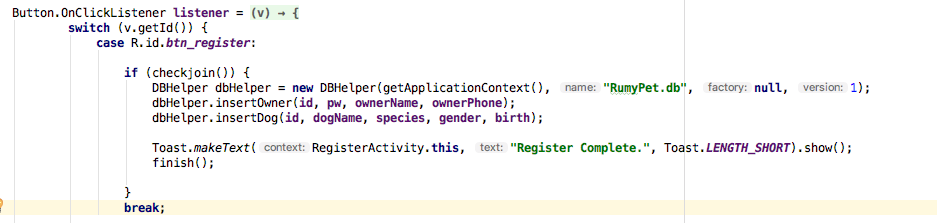 Button.OnClickListener listener = (v) → {
switch (v.getId()) {
case R.id.btn_register:
if (checkjoin()) {
DBHelper dbHelper = new DBHelper(getApplicationContext(), name: "RumyPet.db", factory: null, version: 1);
dbHelper.insertOwner(id, pw, ownerName, ownerPhone);
dbHelper.insertDog(id, dogName, species, gender, birth);
Toast.makeText( context: RegisterActivity.this, text: "Register Complete.", Toast.LENGTH_SHORT).show();
finish();
}
break;